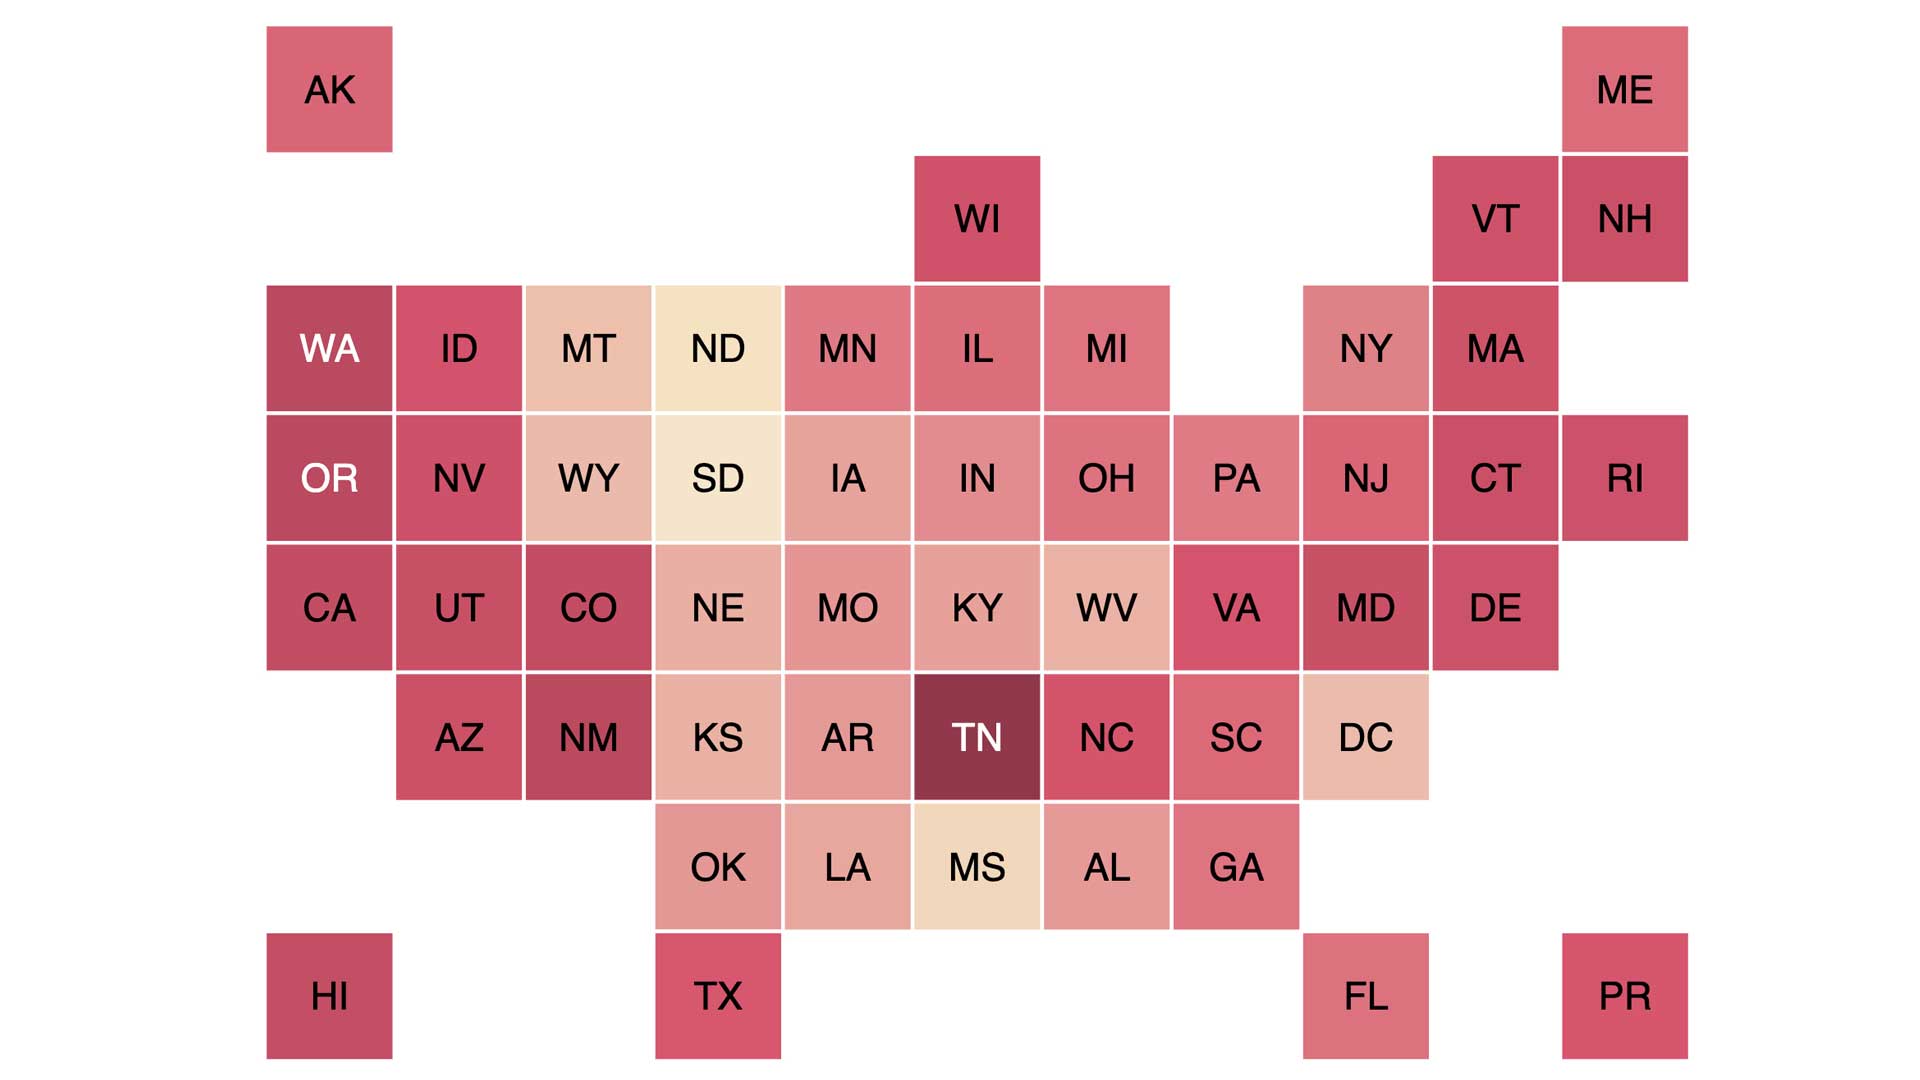 AK ME
WI VT NH
WA ID MT ND MN IL MI NY MA
OR NV WY SD IA IN OH PA NJ CT RI
CA UT CO NE MO KY WV VA MD DE
AZ NM KS AR TN NC SC DC
OK LA MS AL GA
HI TX FL PR